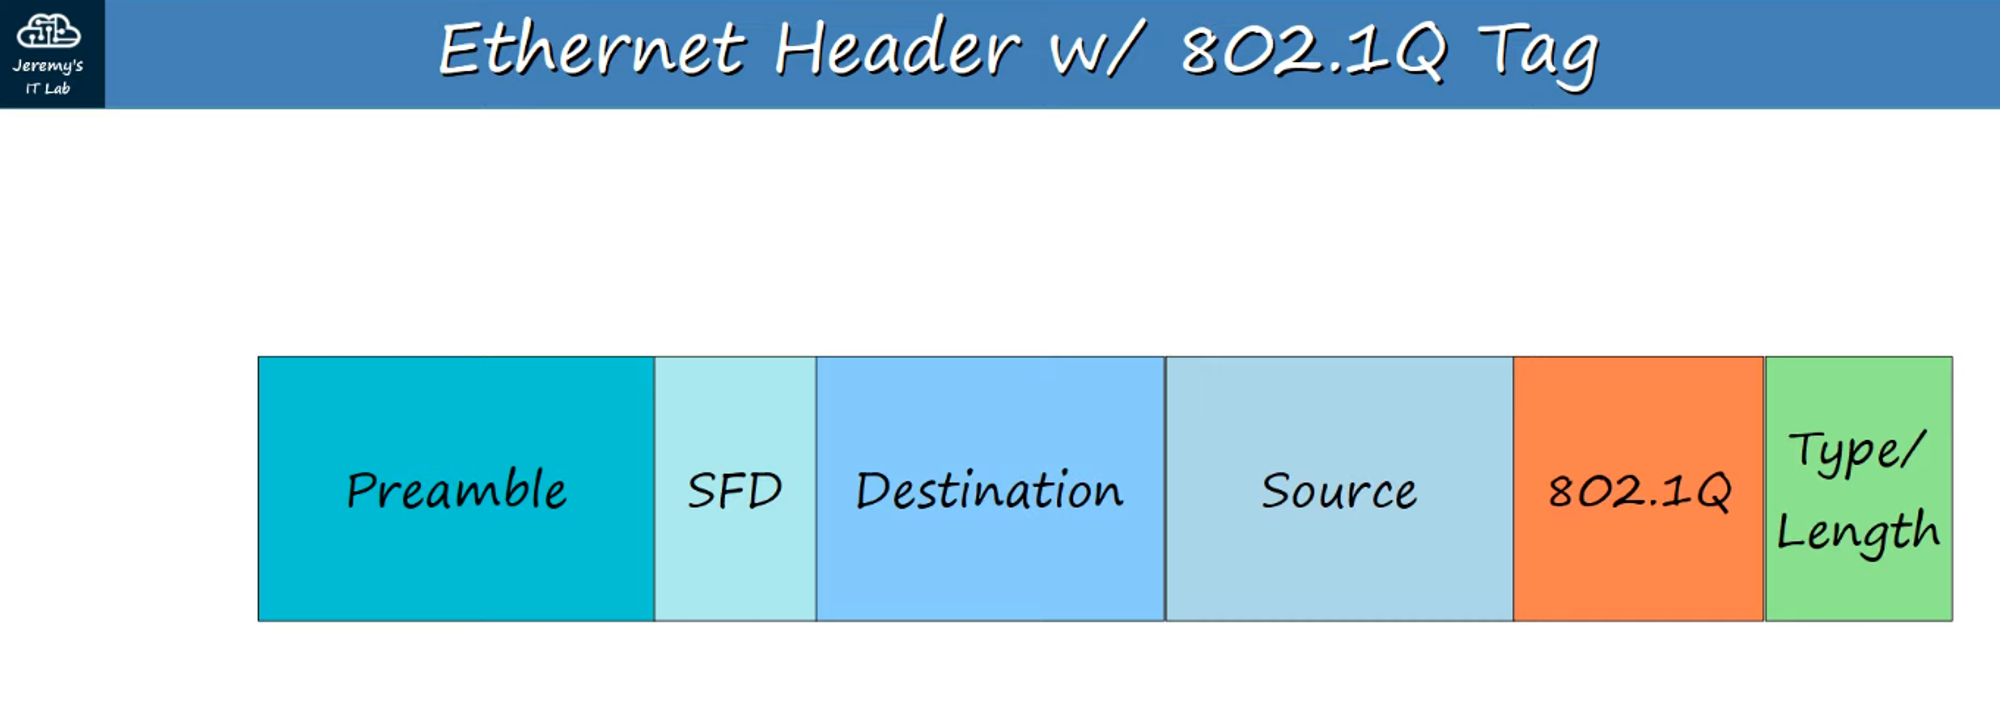 Jeremy's
IT Lab
Ethernet Header w/ 802.1Q Tag
Preamble
SFD
Destination
Source
802.1Q
Type/
Length